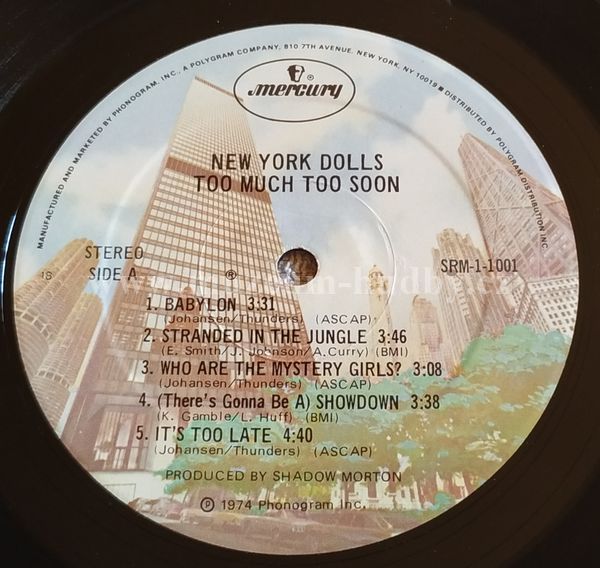 MANUFACTURED AND MARKETED BY PHONOGRAM, INC., A POLYGRAM COMPANY, 810 7TH AVENUE, NEW YORK, NY 10019 ■ DISTRIBUTED BY POLYGRAM DISTRIBUTION INC
mercury ®
NEW YORK DOLLS
TOO MUCH TOO SOON
STEREO
SIDE A
SRM-1-1001
18
℗
1. BABYLON 3:31
(Johansen/Thunders) (ASCAP)
2. STRANDED IN THE JUNGLE 3:46
(E. Smith/J. Johnson/A.Curry) (BMI)
3. WHO ARE THE MYSTERY GIRLS? 3:08
(Johansen/Thunders) (ASCAP)
4. (There's Gonna Be A) SHOWDOWN 3:38
(K. Gamble/L. Huff) (BMI)
5. IT'S TOO LATE 4:40
(Johansen/Thunders) (ASCAP)
PRODUCED BY SHADOW MORTON
℗ 1974 Phonogram Inc.